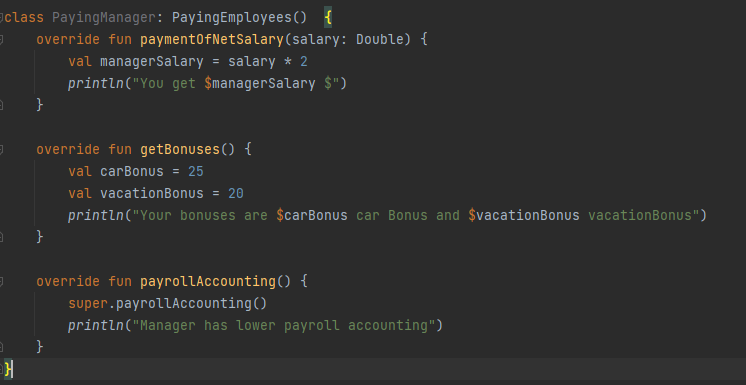 class PayingManager: PayingEmployees()  {
    override fun paymentOfNetSalary(salary: Double) {
        val managerSalary = salary * 2
        println("You get $managerSalary $")
    }

    override fun getBonuses() {
        val carBonus = 25
        val vacationBonus = 20
        println("Your bonuses are $carBonus car Bonus and $vacationBonus vacationBonus")
    }

    override fun payrollAccounting() {
        super.payrollAccounting()
        println("Manager has lower payroll accounting")
    }
}